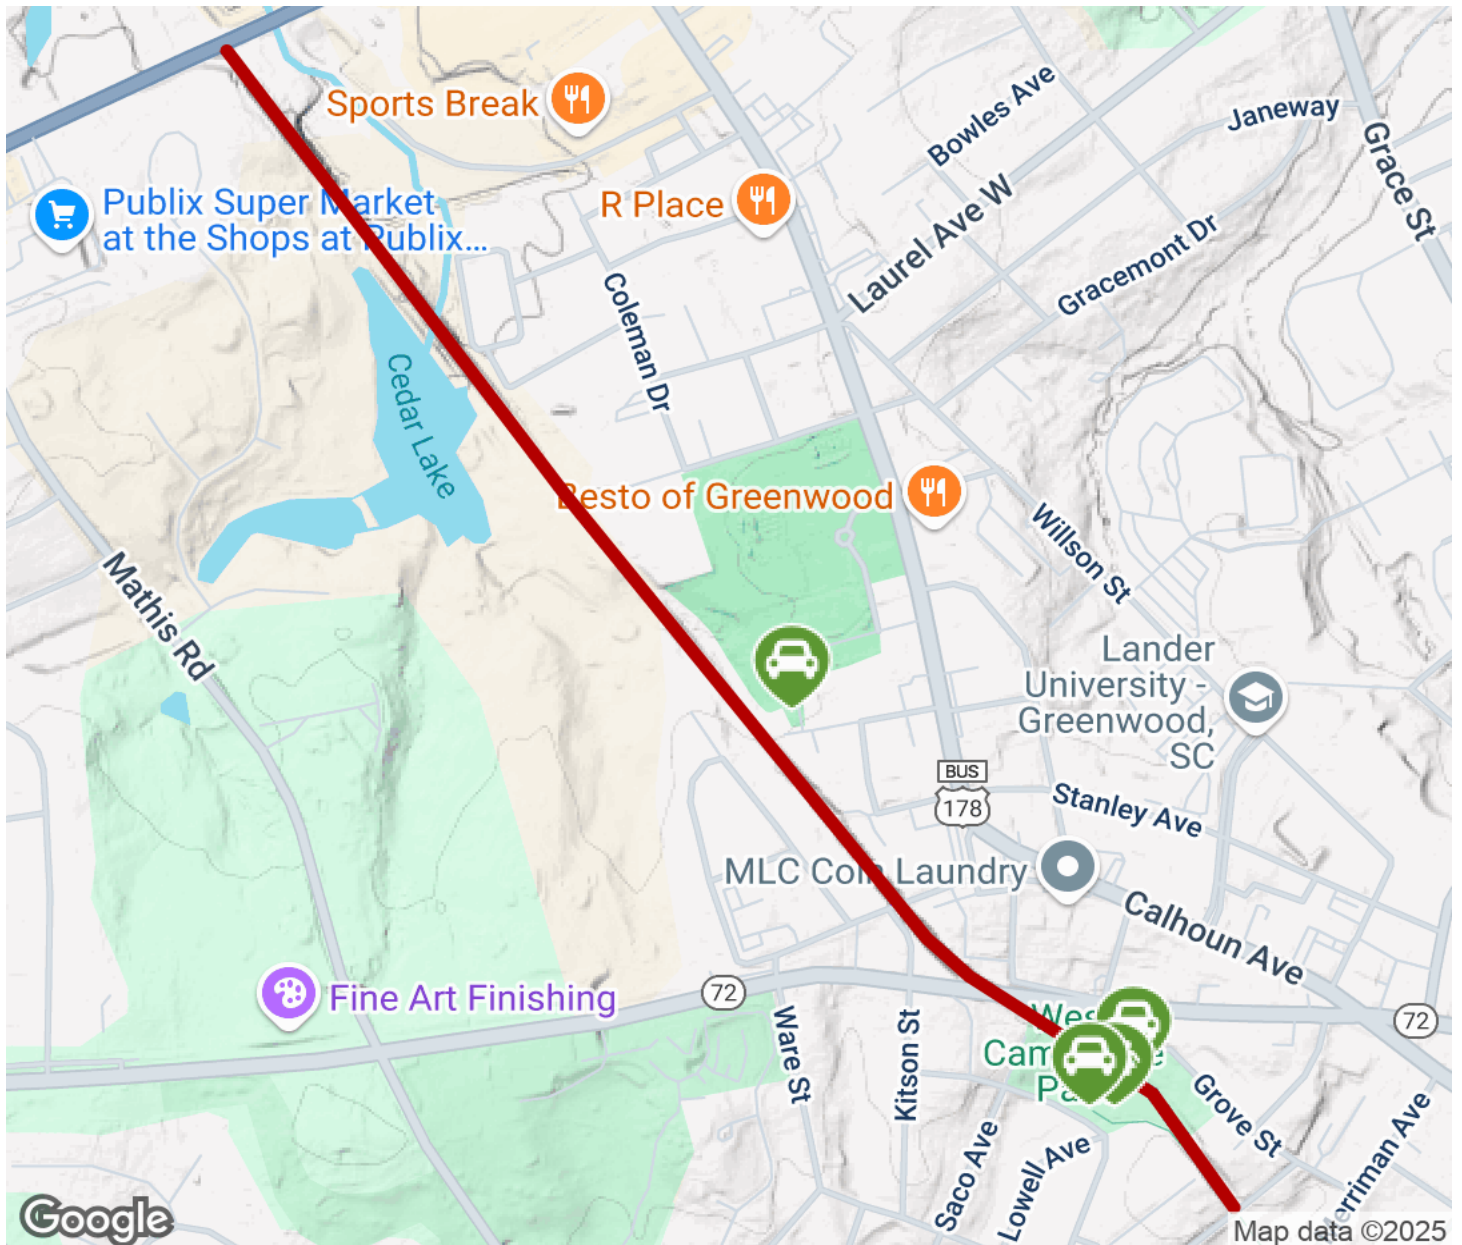 Sports Break
Bowles Ave
Janeway
Grace St
Publix Super Market
at the Shops at Publix...
R Place
Laurel Ave W
Gracemont Dr
Coleman Dr
Cedar Lake
Besto of Greenwood
Willson St
Mathis Rd
Lander
University -
Greenwood,
SC
BUS
178
Stanley Ave
MLC Coin Laundry
Calhoun Ave
Fine Art Finishing
72
72
Ware St
Kitson St
Grove St
Saco Ave
Lowell Ave
Merriman Ave
Google
Map data ©2025